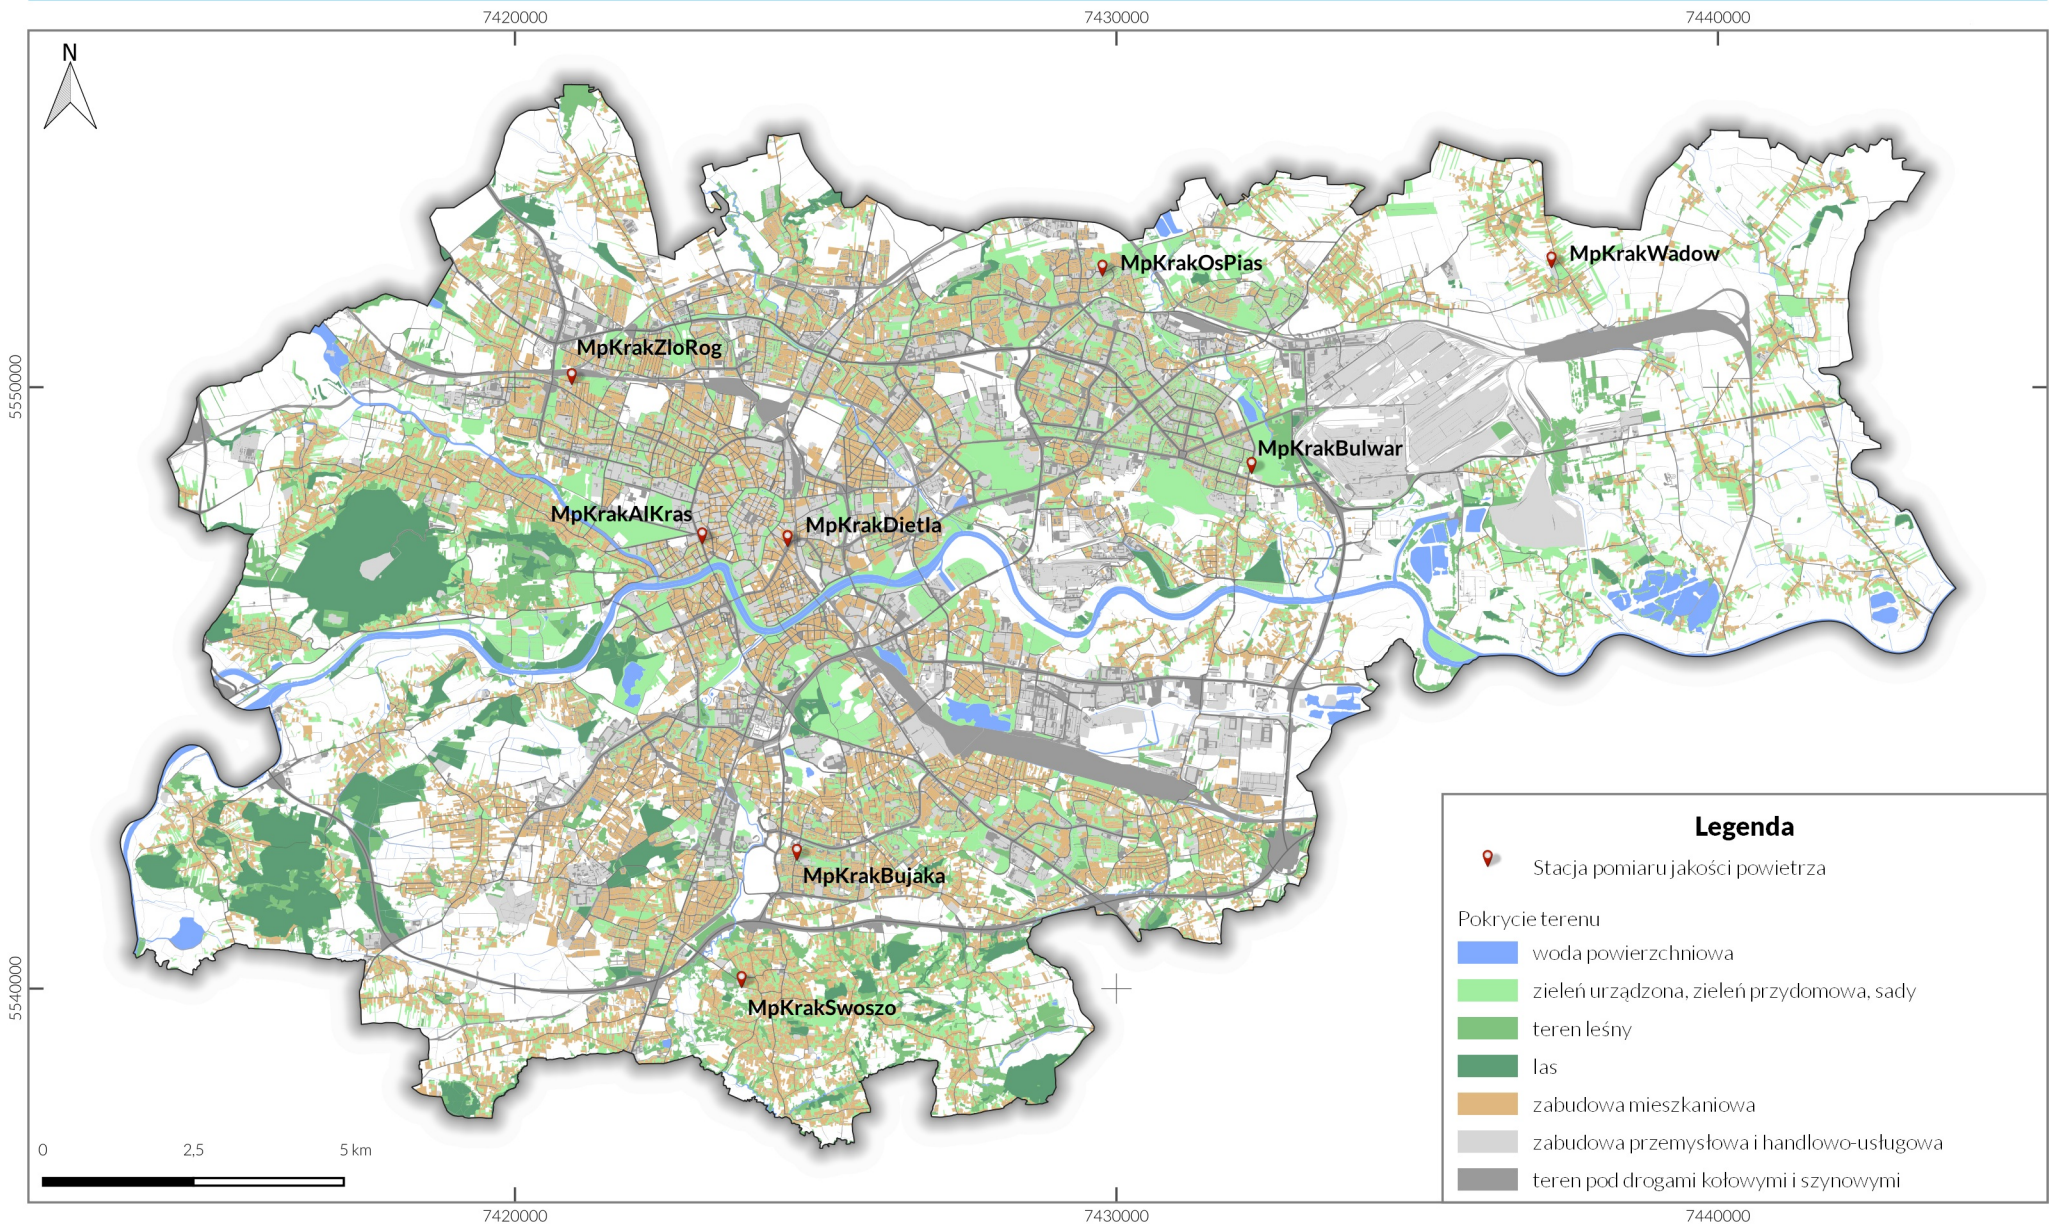 7420000
7430000
7440000
N
MpKrakOsPias
MpKrakWadow
MpKrakZloRog
5550000
MpKrakBulwar
MpKrakAlKras
MpKrakDietla
MpKrakBujaka
5540000
MpKrakSwoszo
0
2,5
5 km
Legenda
Stacja pomiaru jakości powietrza
Pokrycie terenu
woda powierzchniowa
zieleń urządzona, zieleń przydomowa, sady
teren leśny
las
zabudowa mieszkaniowa
zabudowa przemysłowa i handlowo-usługowa
teren pod drogami kołowymi i szynowymi
7420000
7430000
7440000